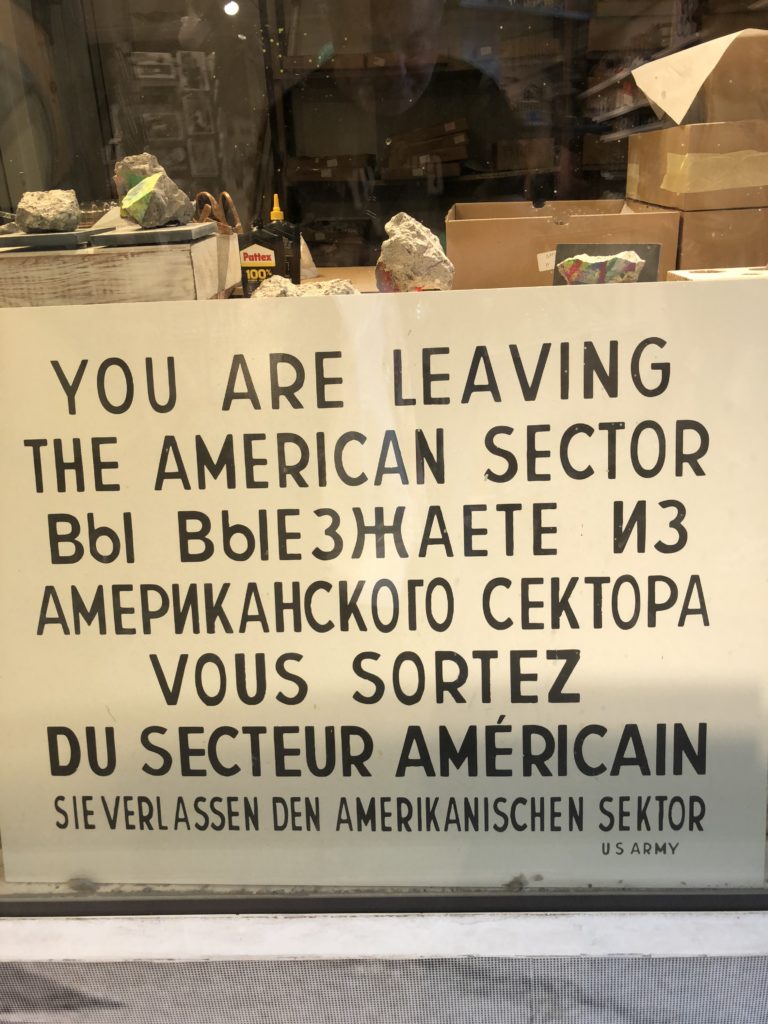 Pattex
100%
YOU ARE LEAVING
THE AMERICAN SECTOR
ВЫ ВЫЕЗЖАЕТЕ ИЗ
АМЕРИКАНСКОГО СЕКТОРА
VOUS SORTEZ
DU SECTEUR AMÉRICAIN
SIE VERLASSEN DEN AMERIKANISCHEN SEKTOR
US ARMY